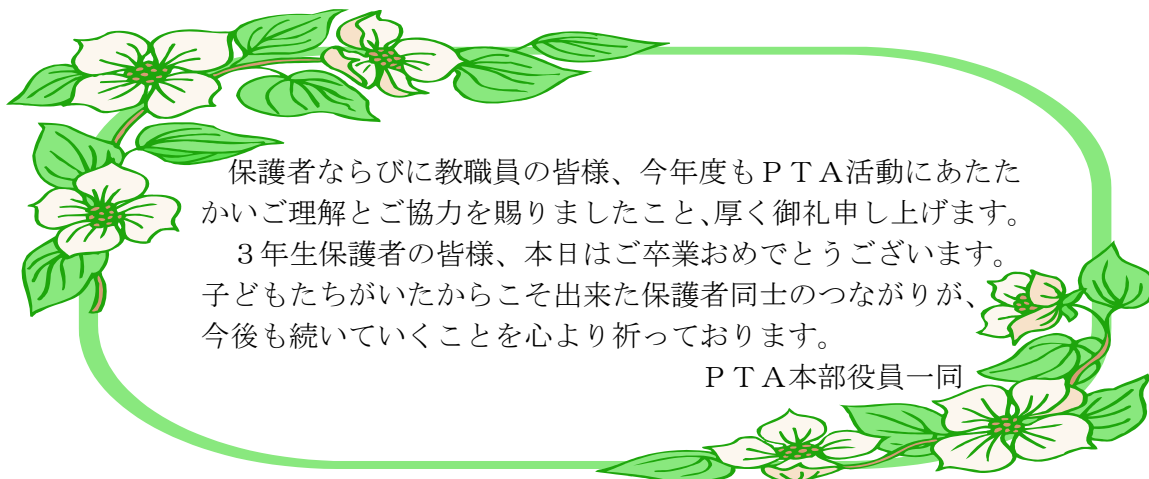 保護者ならびに教職員の皆様、今年度もＰＴＡ活動にあたた
かいご理解とご協力を賜りましたこと、厚く御礼申し上げます。
３年生保護者の皆様、本日はご卒業おめでとうございます。
子どもたちがいたからこそ出来た保護者同士のつながりが、
今後も続いていくことを心より祈っております。
ＰＴＡ本部役員一同